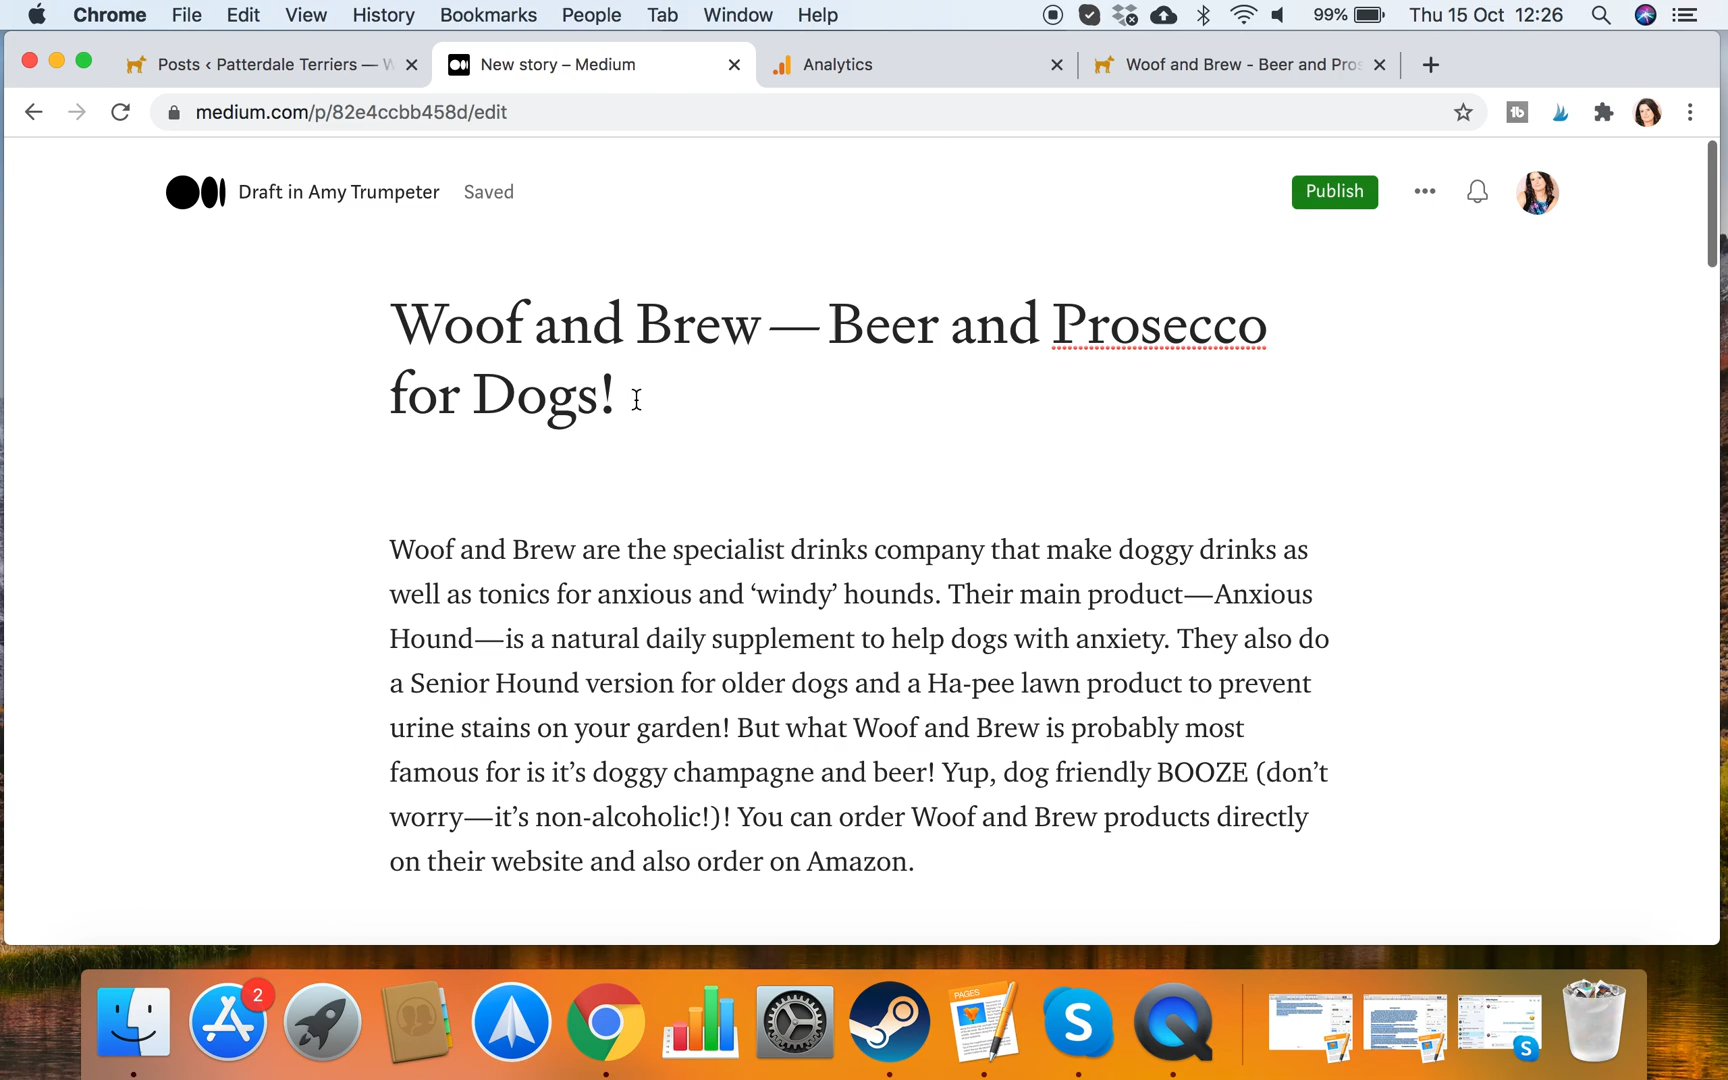 Chrome File Edit View History Bookmarks People Tab Window Help 99% Thu 15 Oct 12:26
Posts ‹ Patterdale Terriers — W
New story – Medium
Analytics
Woof and Brew - Beer and Pros
medium.com/p/82e4ccbb458d/edit
Draft in Amy Trumpeter Saved
Publish
Woof and Brew — Beer and Prosecco
for Dogs!
Woof and Brew are the specialist drinks company that make doggy drinks as
well as tonics for anxious and ‘windy’ hounds. Their main product—Anxious
Hound—is a natural daily supplement to help dogs with anxiety. They also do
a Senior Hound version for older dogs and a Ha-pee lawn product to prevent
urine stains on your garden! But what Woof and Brew is probably most
famous for is it’s doggy champagne and beer! Yup, dog friendly BOOZE (don’t
worry—it’s non-alcoholic!)! You can order Woof and Brew products directly
on their website and also order on Amazon.
2
PAGES